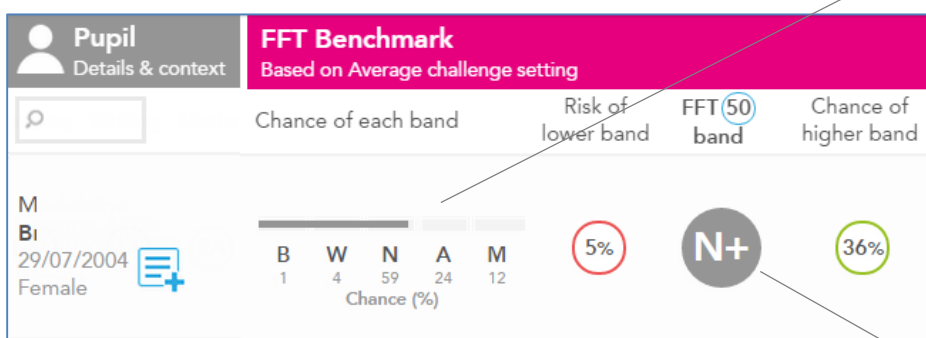 Pupil
Details & context
FFT Benchmark
Based on Average challenge setting
Chance of each band
Risk of lower band
FFT 50 band
Chance of higher band
M
29/07/2004
Female
B W N A M
1 4 59 24 12
Chance (%)
5%
N+
36%